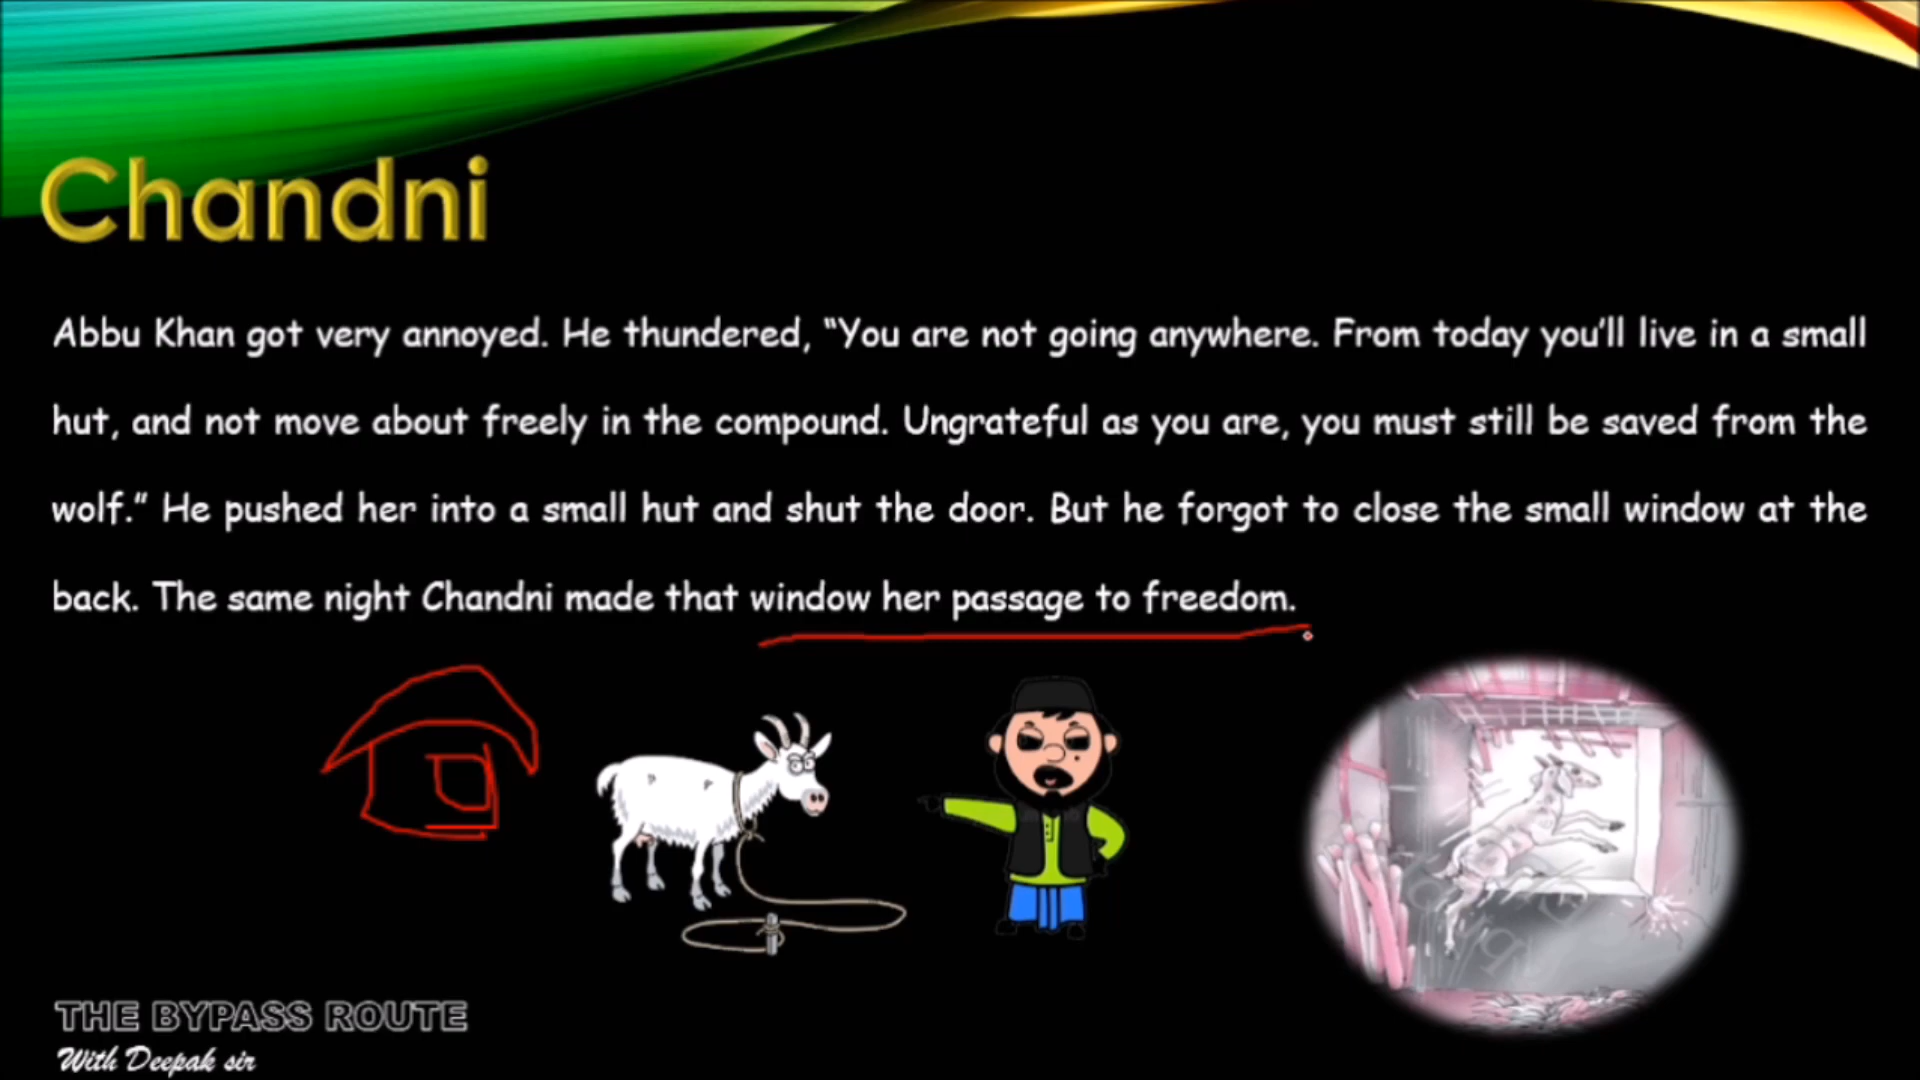 Chandni
Abbu Khan got very annoyed. He thundered, “You are not going anywhere. From today you’ll live in a small
hut, and not move about freely in the compound. Ungrateful as you are, you must still be saved from the
wolf.” He pushed her into a small hut and shut the door. But he forgot to close the small window at the
back. The same night Chandni made that window her passage to freedom.
THE BYPASS ROUTE
With Deepak sir